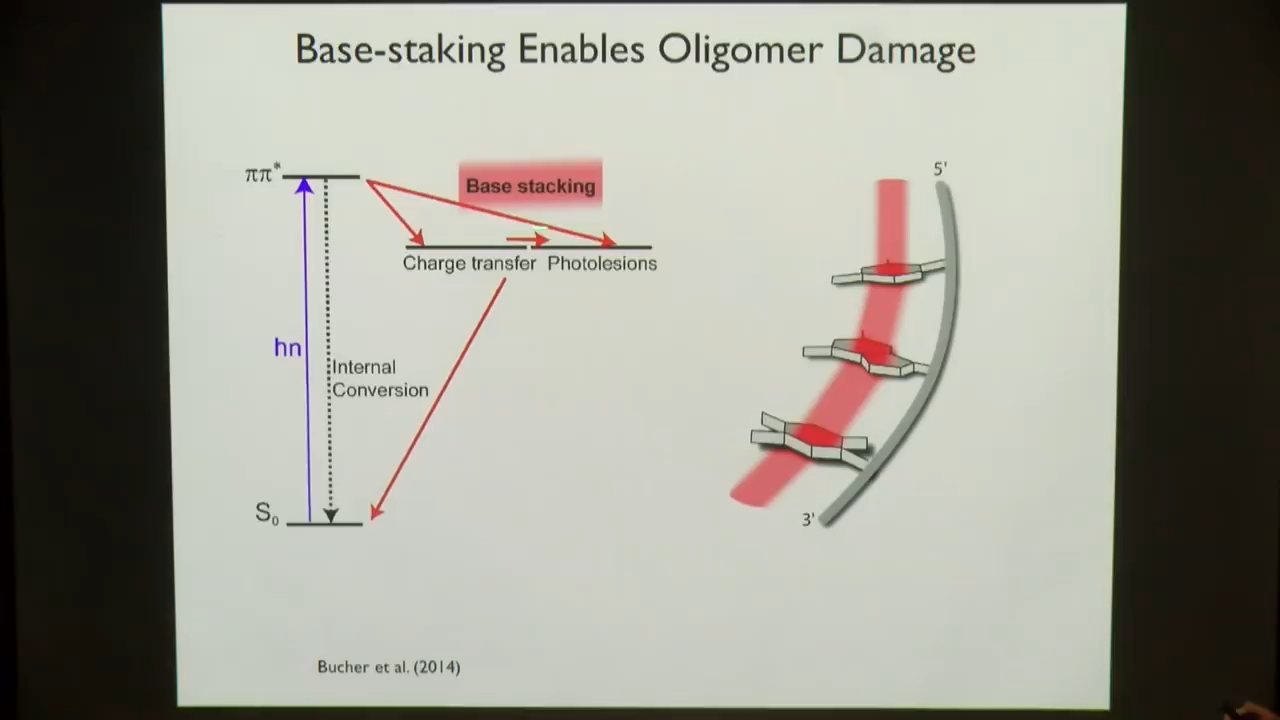 Base-staking Enables Oligomer Damage
ππ*
Base stacking
Charge transfer Photolesions
hn
Internal
Conversion
S₀
5'
3'
Bucher et al. (2014)